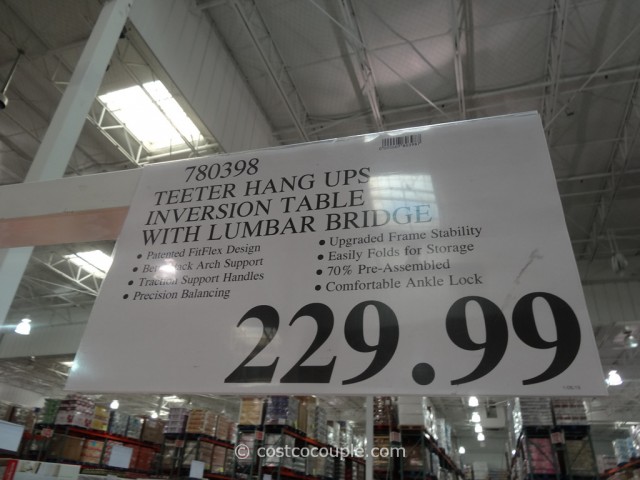 780398
TEETER HANG UPS
INVERSION TABLE
WITH LUMBAR BRIDGE
• Patented FitFlex Design
• Back Arch Support
• Traction Support Handles
• Precision Balancing
• Upgraded Frame Stability
• Easily Folds for Storage
• 70% Pre-Assembled
• Comfortable Ankle Lock
229.99
© costcocouple.com ♥